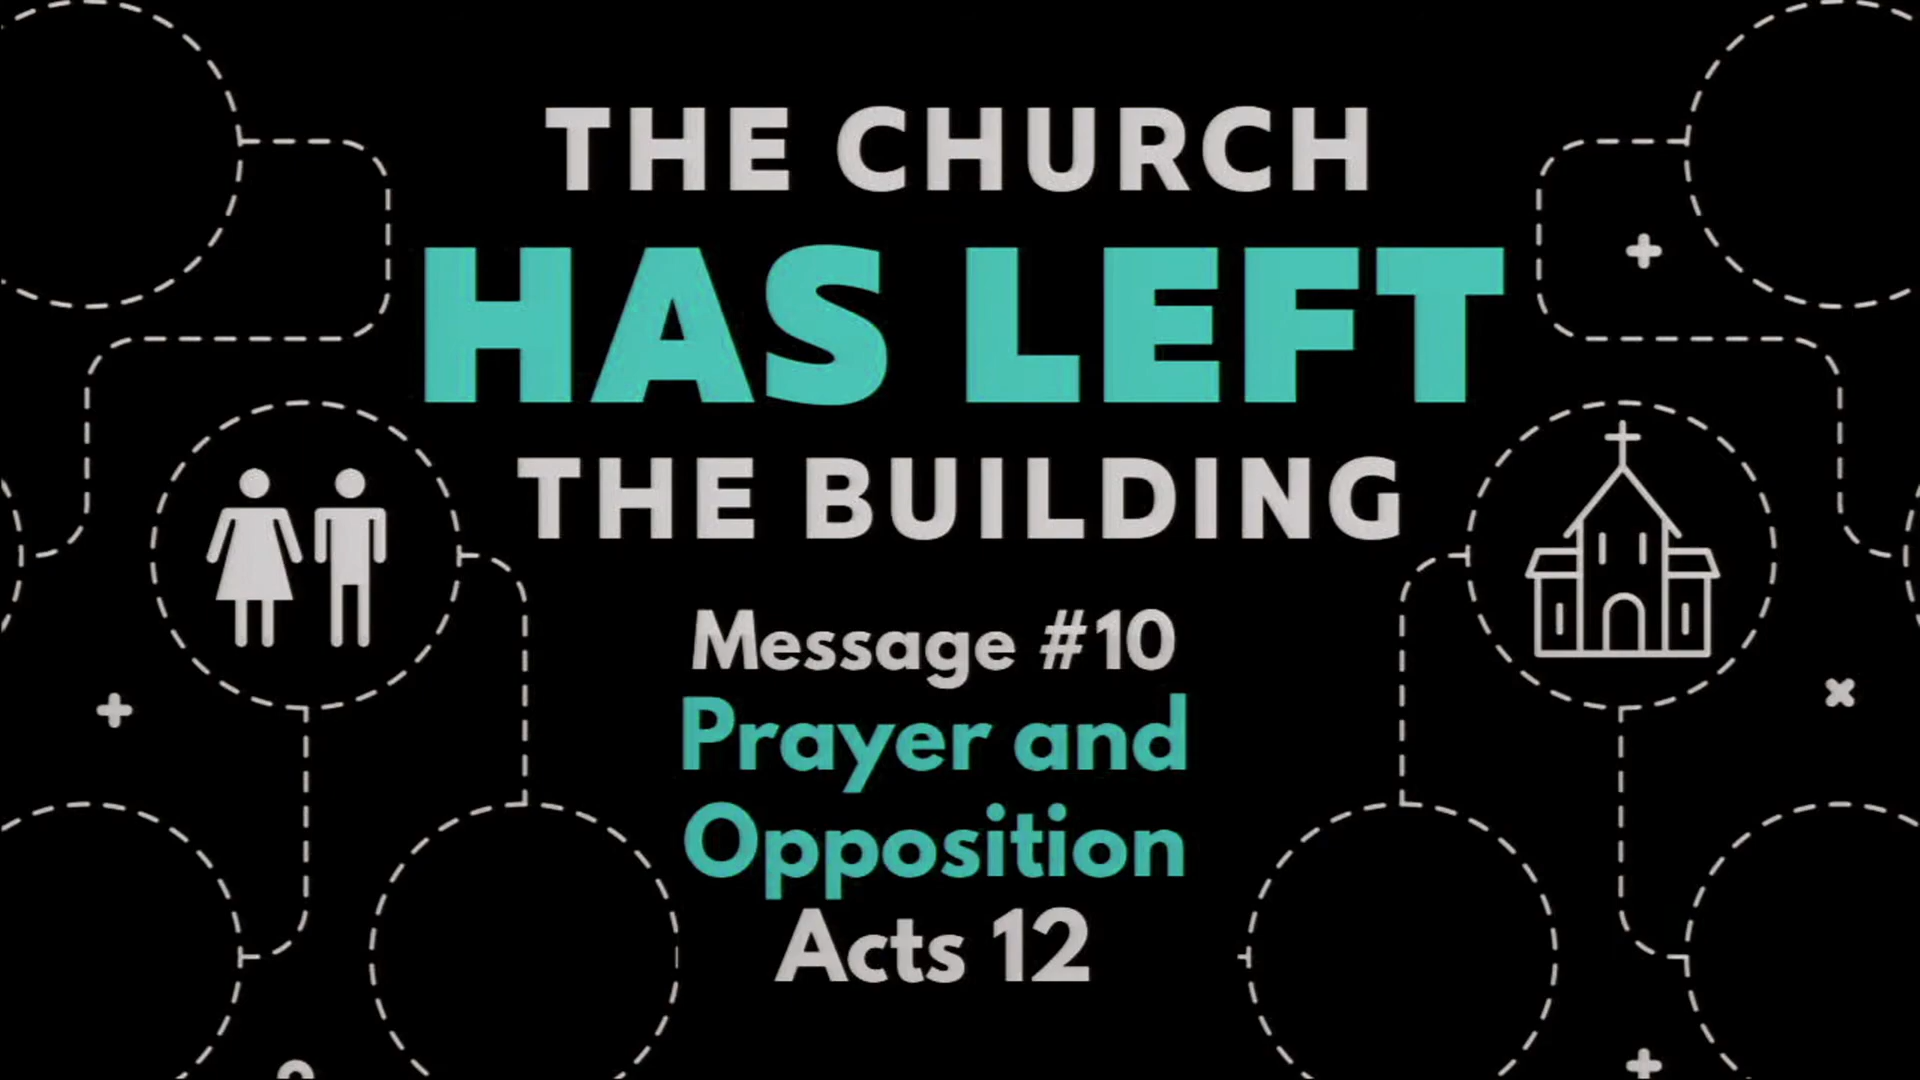 THE CHURCH
HAS LEFT
THE BUILDING
Message #10
Prayer and
Opposition
Acts 12